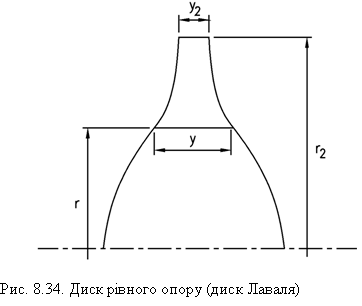 y2
y
r
r2
Рис. 8.34. Диск рівного опору (диск Лаваля)